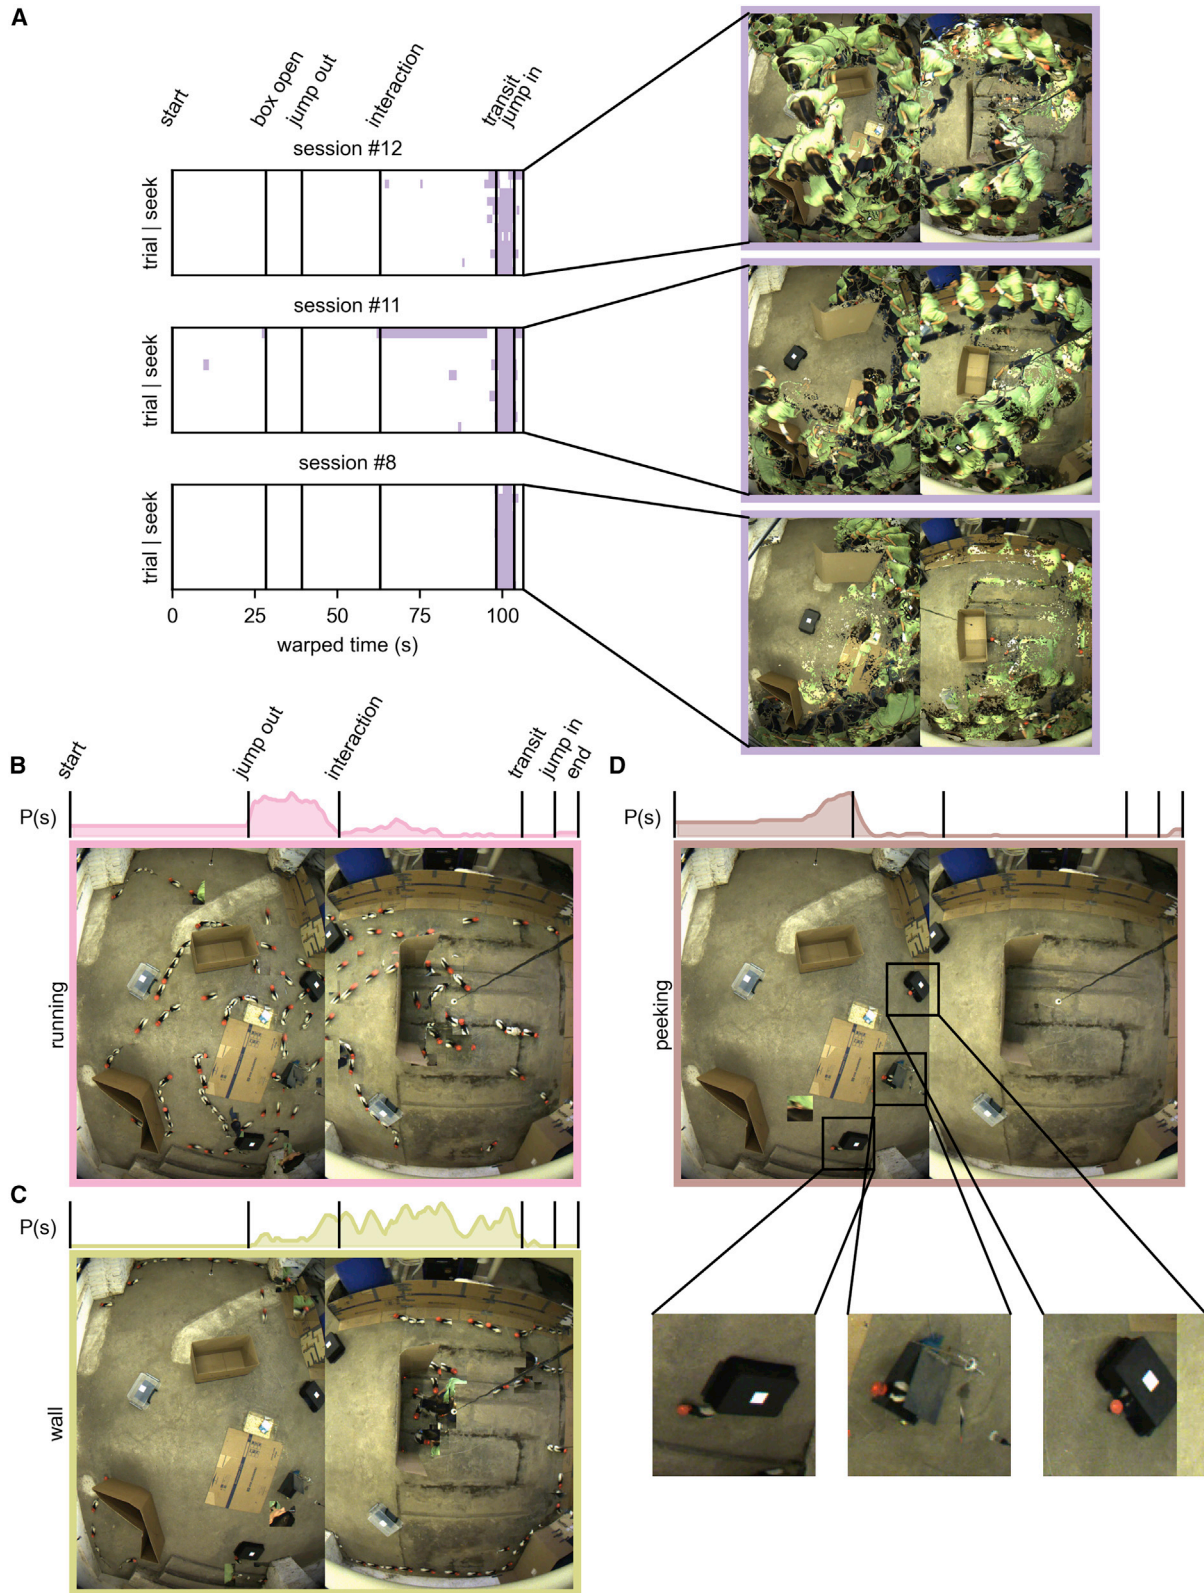 A
start
box open
jump out
interaction
transit
jump in
session #12
trial | seek
session #11
trial | seek
session #8
trial | seek
0 25 50 75 100
warped time (s)
B
start
jump out
interaction
transit
jump in
end
P(s)
running
C
P(s)
wall
D
P(s)
peeking